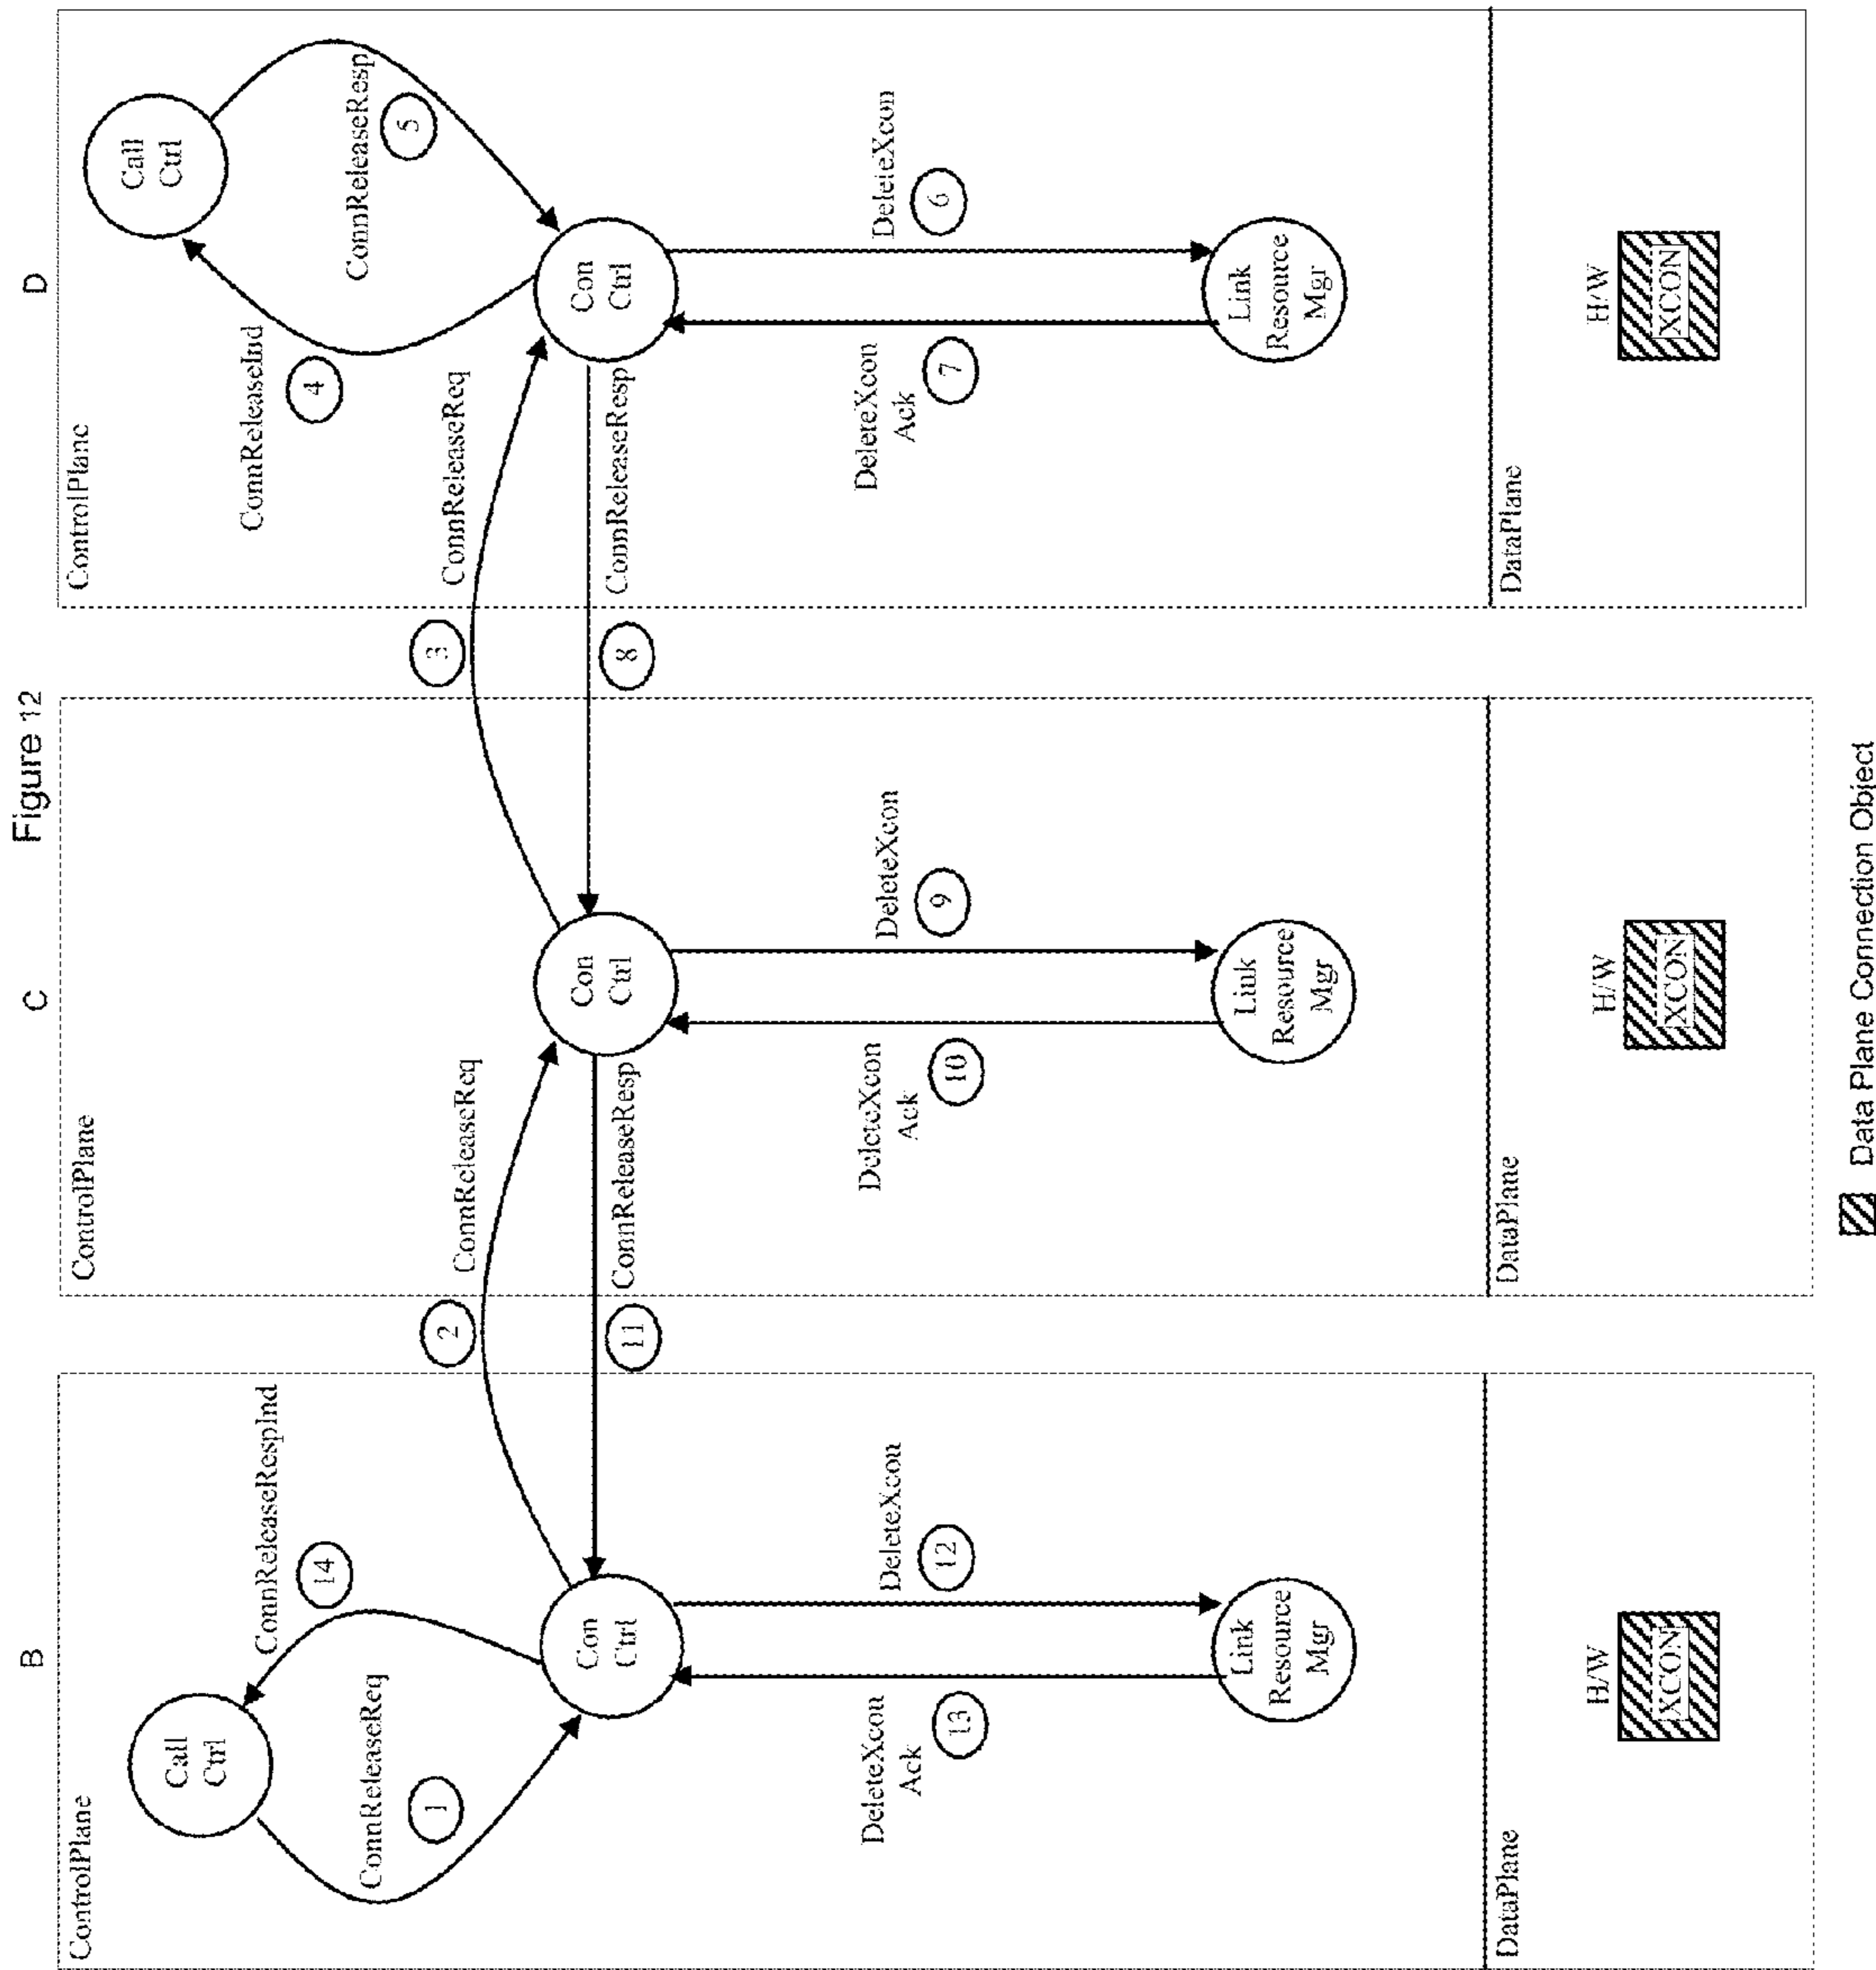 Figure 12
B
C
D
ControlPlane
Call
Ctrl
ConnReleaseRespInd
14
ConnReleaseReq
1
2
ConnReleaseReq
Con
Ctrl
11
ConnReleaseResp
DeleteXcon
12
DeleteXcon
Ack
13
Link
Resource
Mgr
DataPlane
H/W
XCON
ControlPlane
3
ConnReleaseReq
Con
Ctrl
8
ConnReleaseResp
DeleteXcon
9
DeleteXcon
Ack
10
Link
Resource
Mgr
DataPlane
H/W
XCON
ControlPlane
Call
Ctrl
ConnReleaseInd
4
ConnReleaseResp
5
Con
Ctrl
DeleteXcon
6
DeleteXcon
Ack
7
Link
Resource
Mgr
DataPlane
H/W
XCON
Data Plane Connection Object